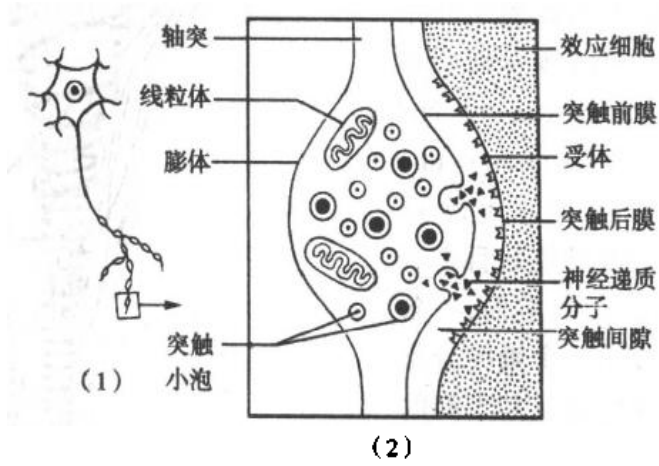 轴突
线粒体
膨体
突触
小泡
效应细胞
突触前膜
受体
突触后膜
神经递质
分子
突触间隙
(1)
(2)